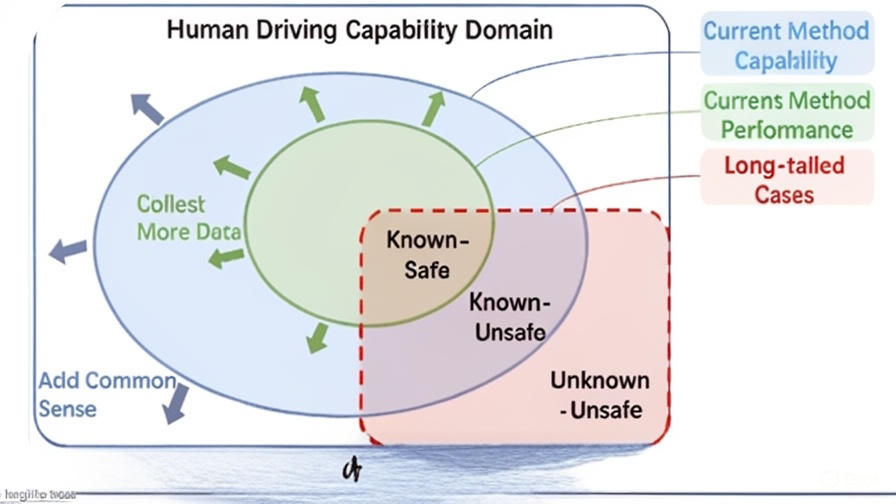 Human Driving Capability Domain
Current Method
Capability
Currens Method
Performance
Long-talled
Cases
Collest
More Data
Known-
Safe
Known-
Unsafe
Unknown
-Unsafe
Add Common
Sense